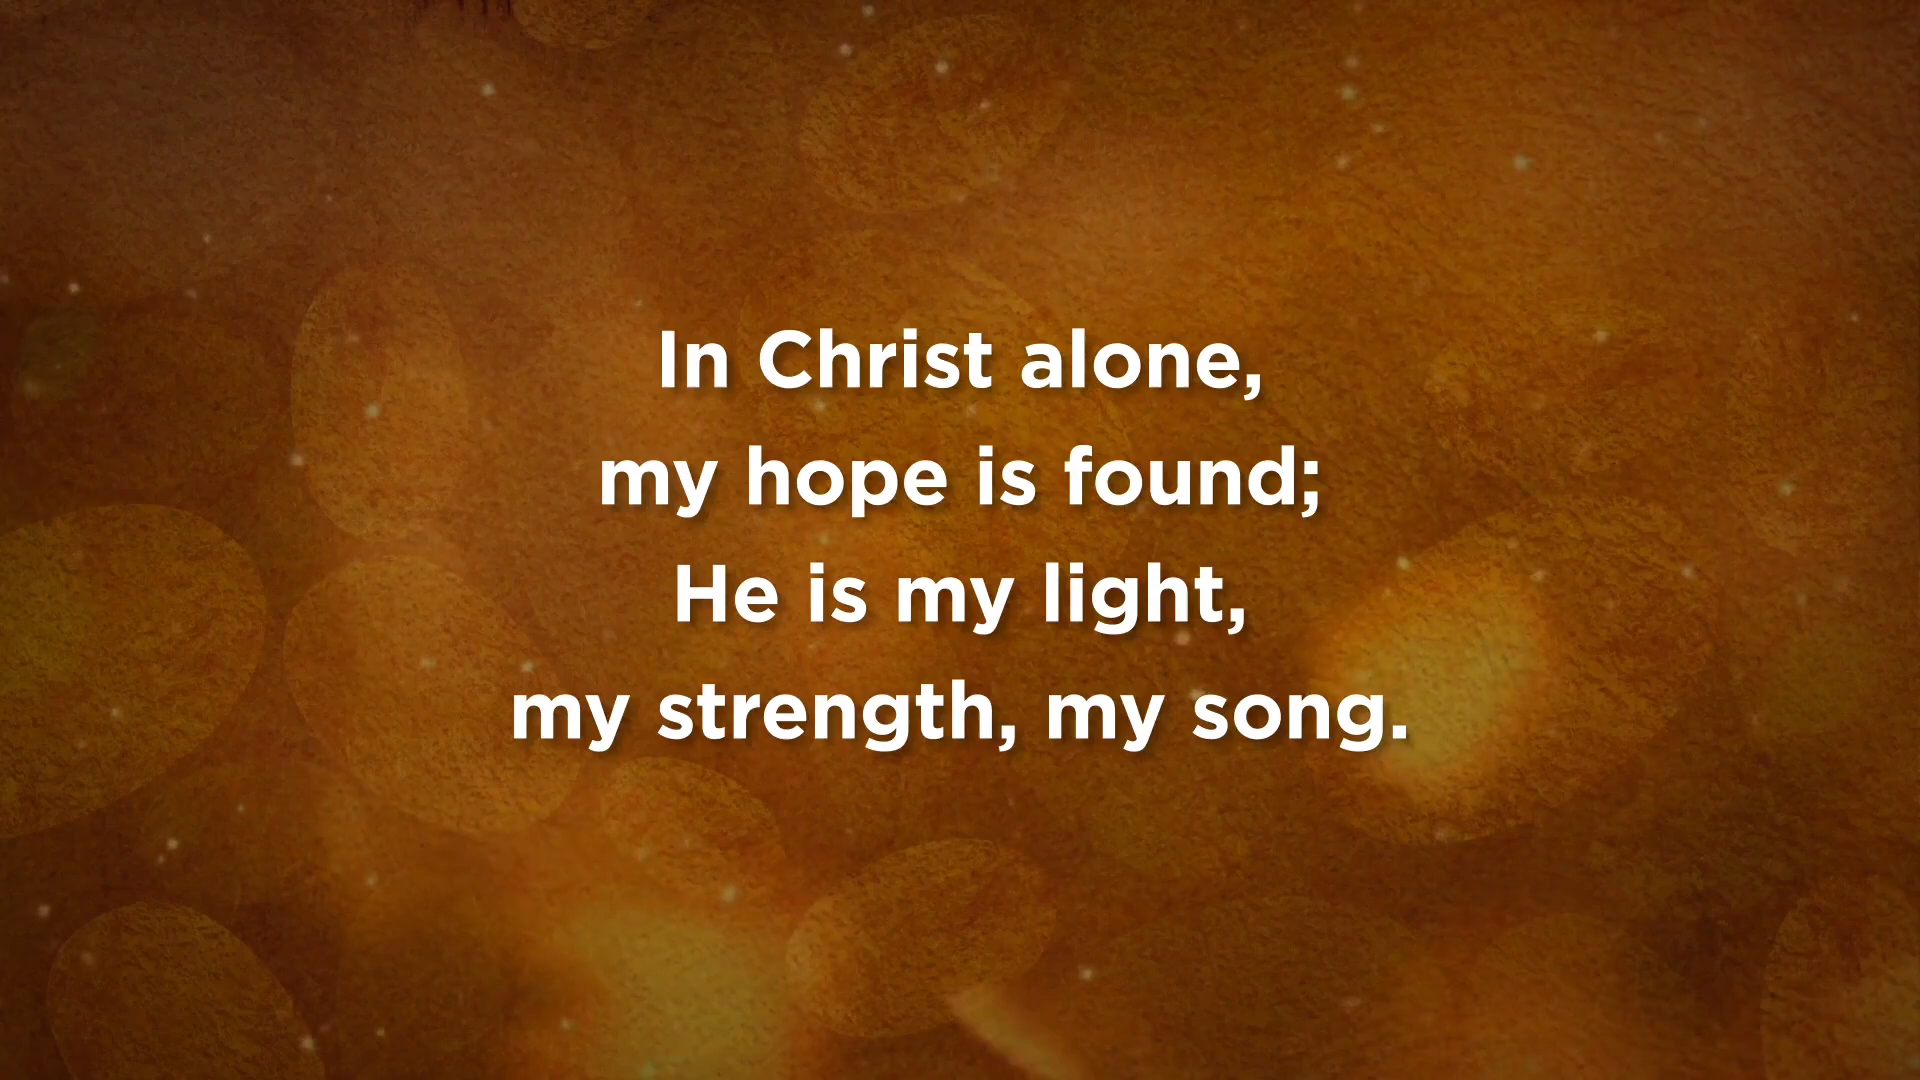 In Christ alone,
my hope is found;
He is my light,
my strength, my song.